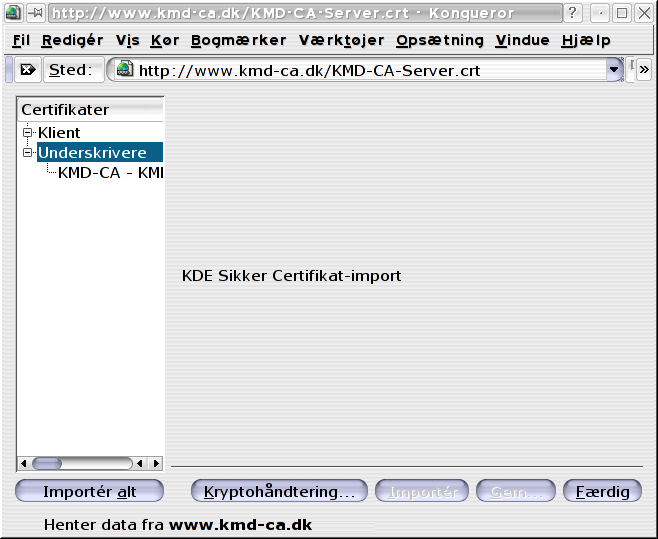 http://www.kmd-ca.dk/KMD-CA-Server.crt - Konqueror
Fil Redigér Vis Kør Bogmærker Værktøjer Opsætning Vindue Hjælp
Sted: http://www.kmd-ca.dk/KMD-CA-Server.crt
Certifikater
Klient
Underskrivere
KMD-CA - KM
KDE Sikker Certifikat-import
Importér alt Kryptohåndtering... Importér Gem... Færdig
Henter data fra www.kmd-ca.dk